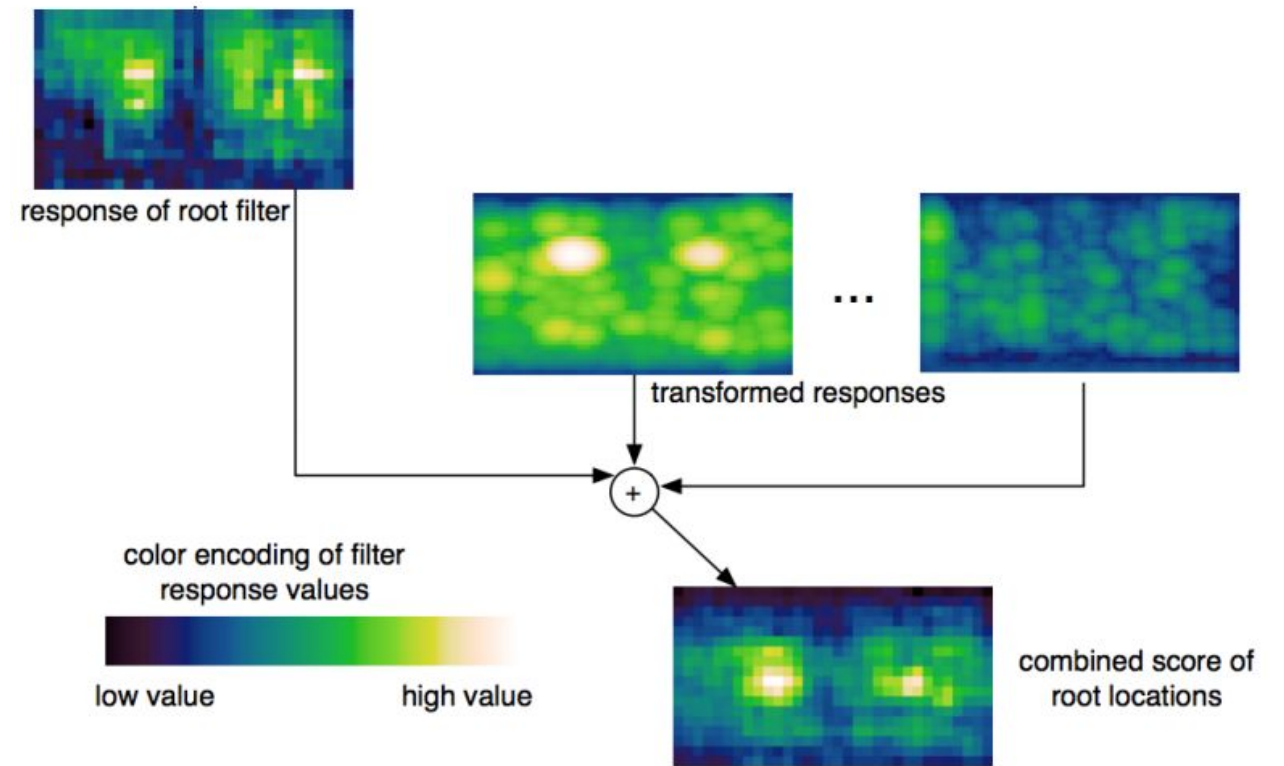 response of root filter
...
transformed responses
+
color encoding of filter
response values
low value
high value
combined score of
root locations